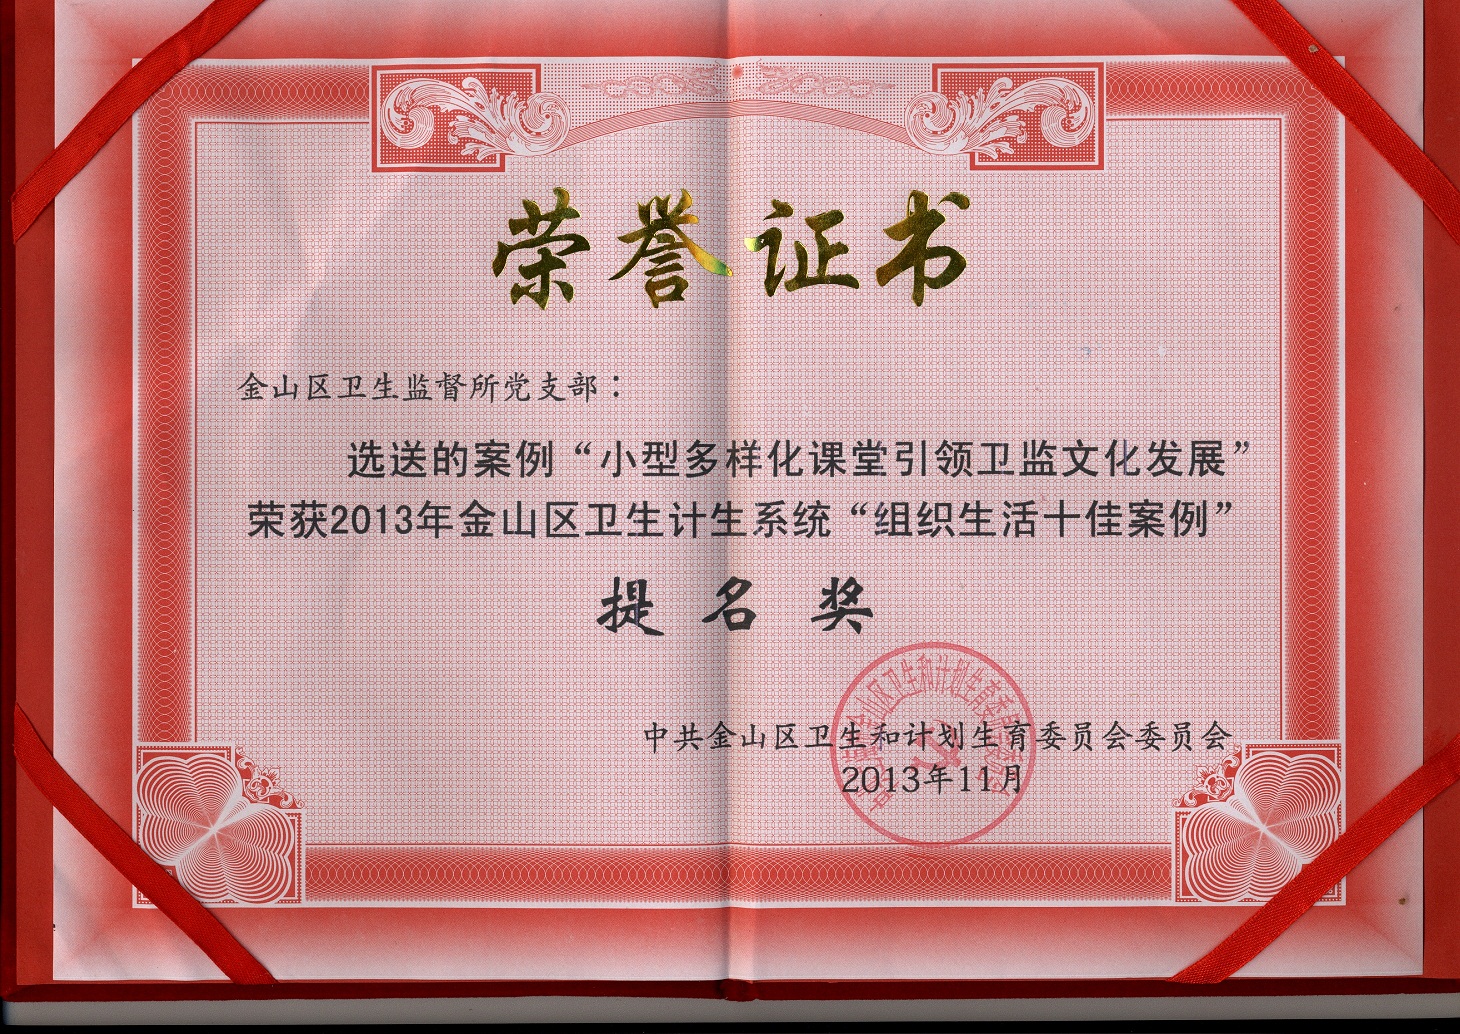 荣誉证书
金山区卫生监督所党支部：
选送的案例“小型多样化课堂引领卫监文化发展”
荣获2013年金山区卫生计生系统“组织生活十佳案例”
提名奖
中共金山区卫生和计划生育委员会委员会
2013年11月